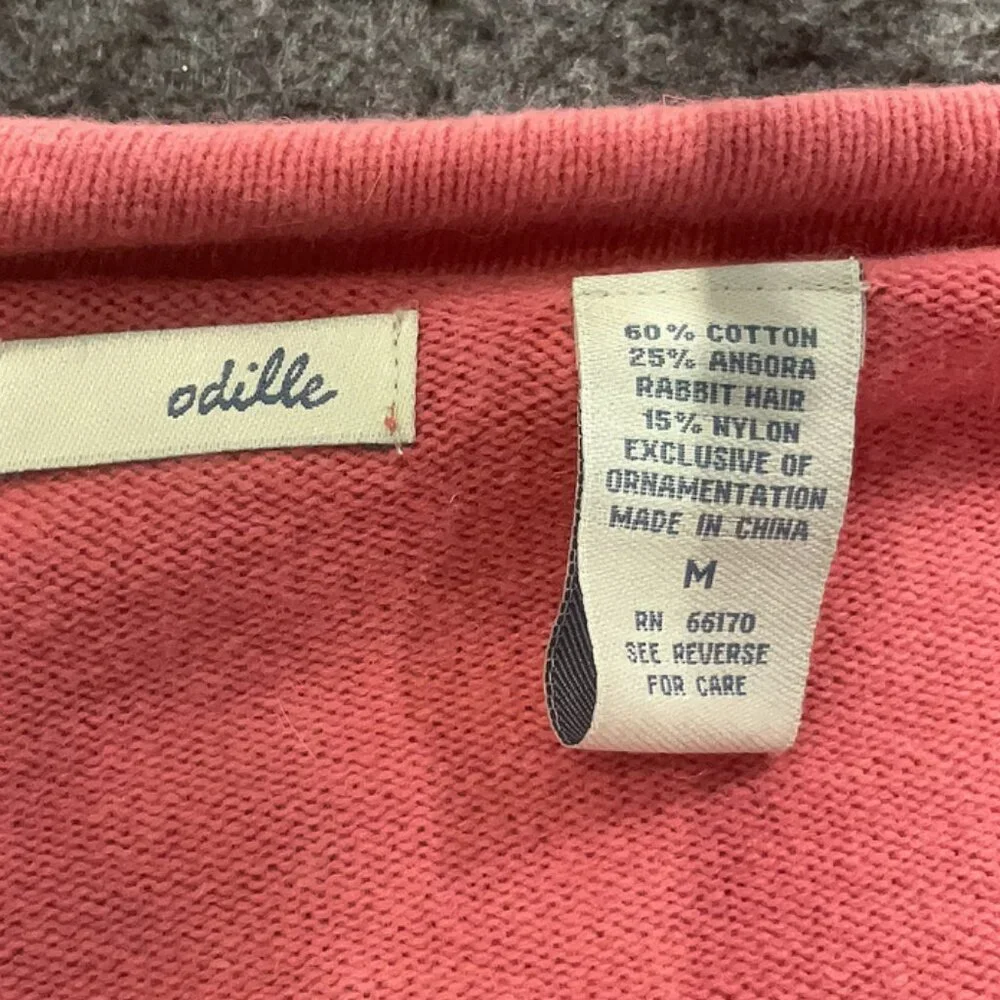 odille
60% COTTON
25% ANGORA
RABBIT HAIR
15% NYLON
EXCLUSIVE OF
ORNAMENTATION
MADE IN CHINA
M
RN 66170
SEE REVERSE
FOR CARE